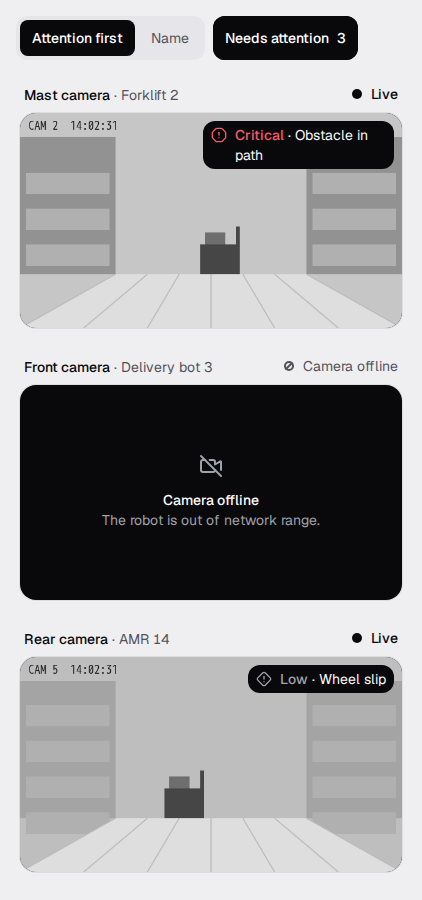 Attention first
Name
Needs attention 3
Mast camera · Forklift 2
Live
CAM 2 14:02:31
Critical · Obstacle in
path
Front camera · Delivery bot 3
Camera offline
Camera offline
The robot is out of network range.
Rear camera · AMR 14
Live
CAM 5 14:02:31
Low · Wheel slip